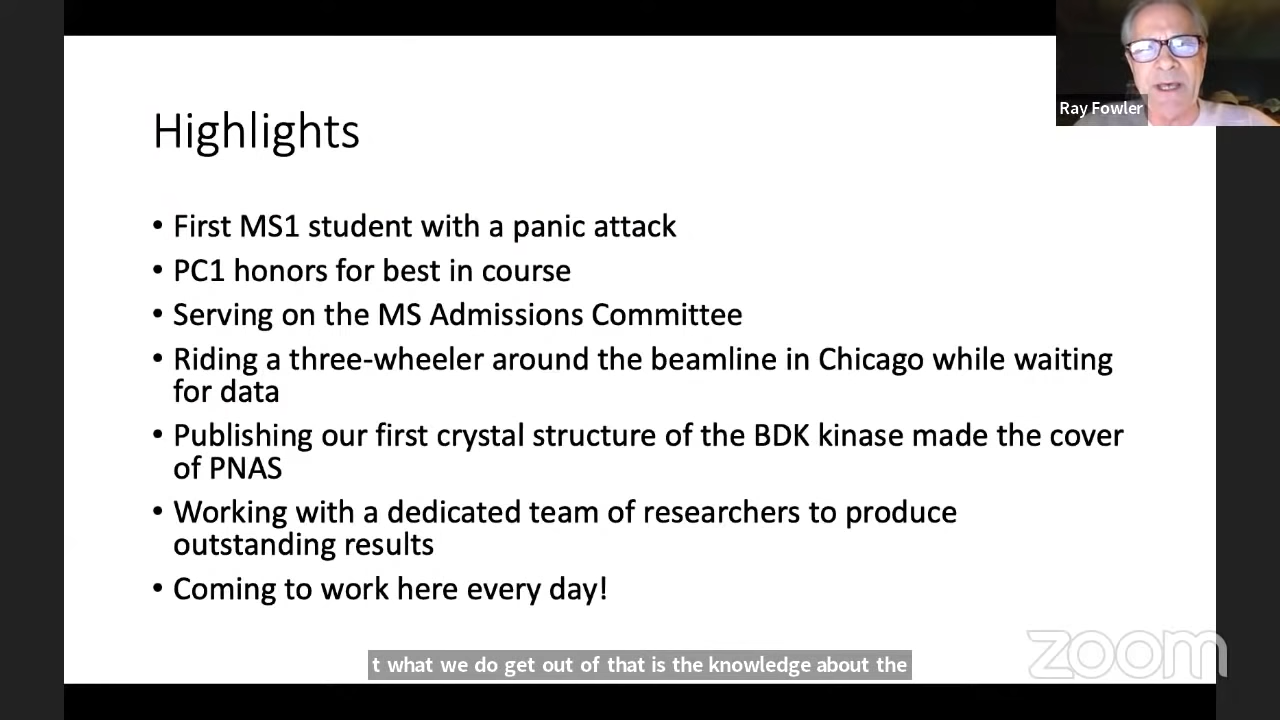 Ray Fowler
Highlights
• First MS1 student with a panic attack
• PC1 honors for best in course
• Serving on the MS Admissions Committee
• Riding a three-wheeler around the beamline in Chicago while waiting
for data
• Publishing our first crystal structure of the BDK kinase made the cover
of PNAS
• Working with a dedicated team of researchers to produce
outstanding results
• Coming to work here every day!
t what we do get out of that is the knowledge about the
zoom